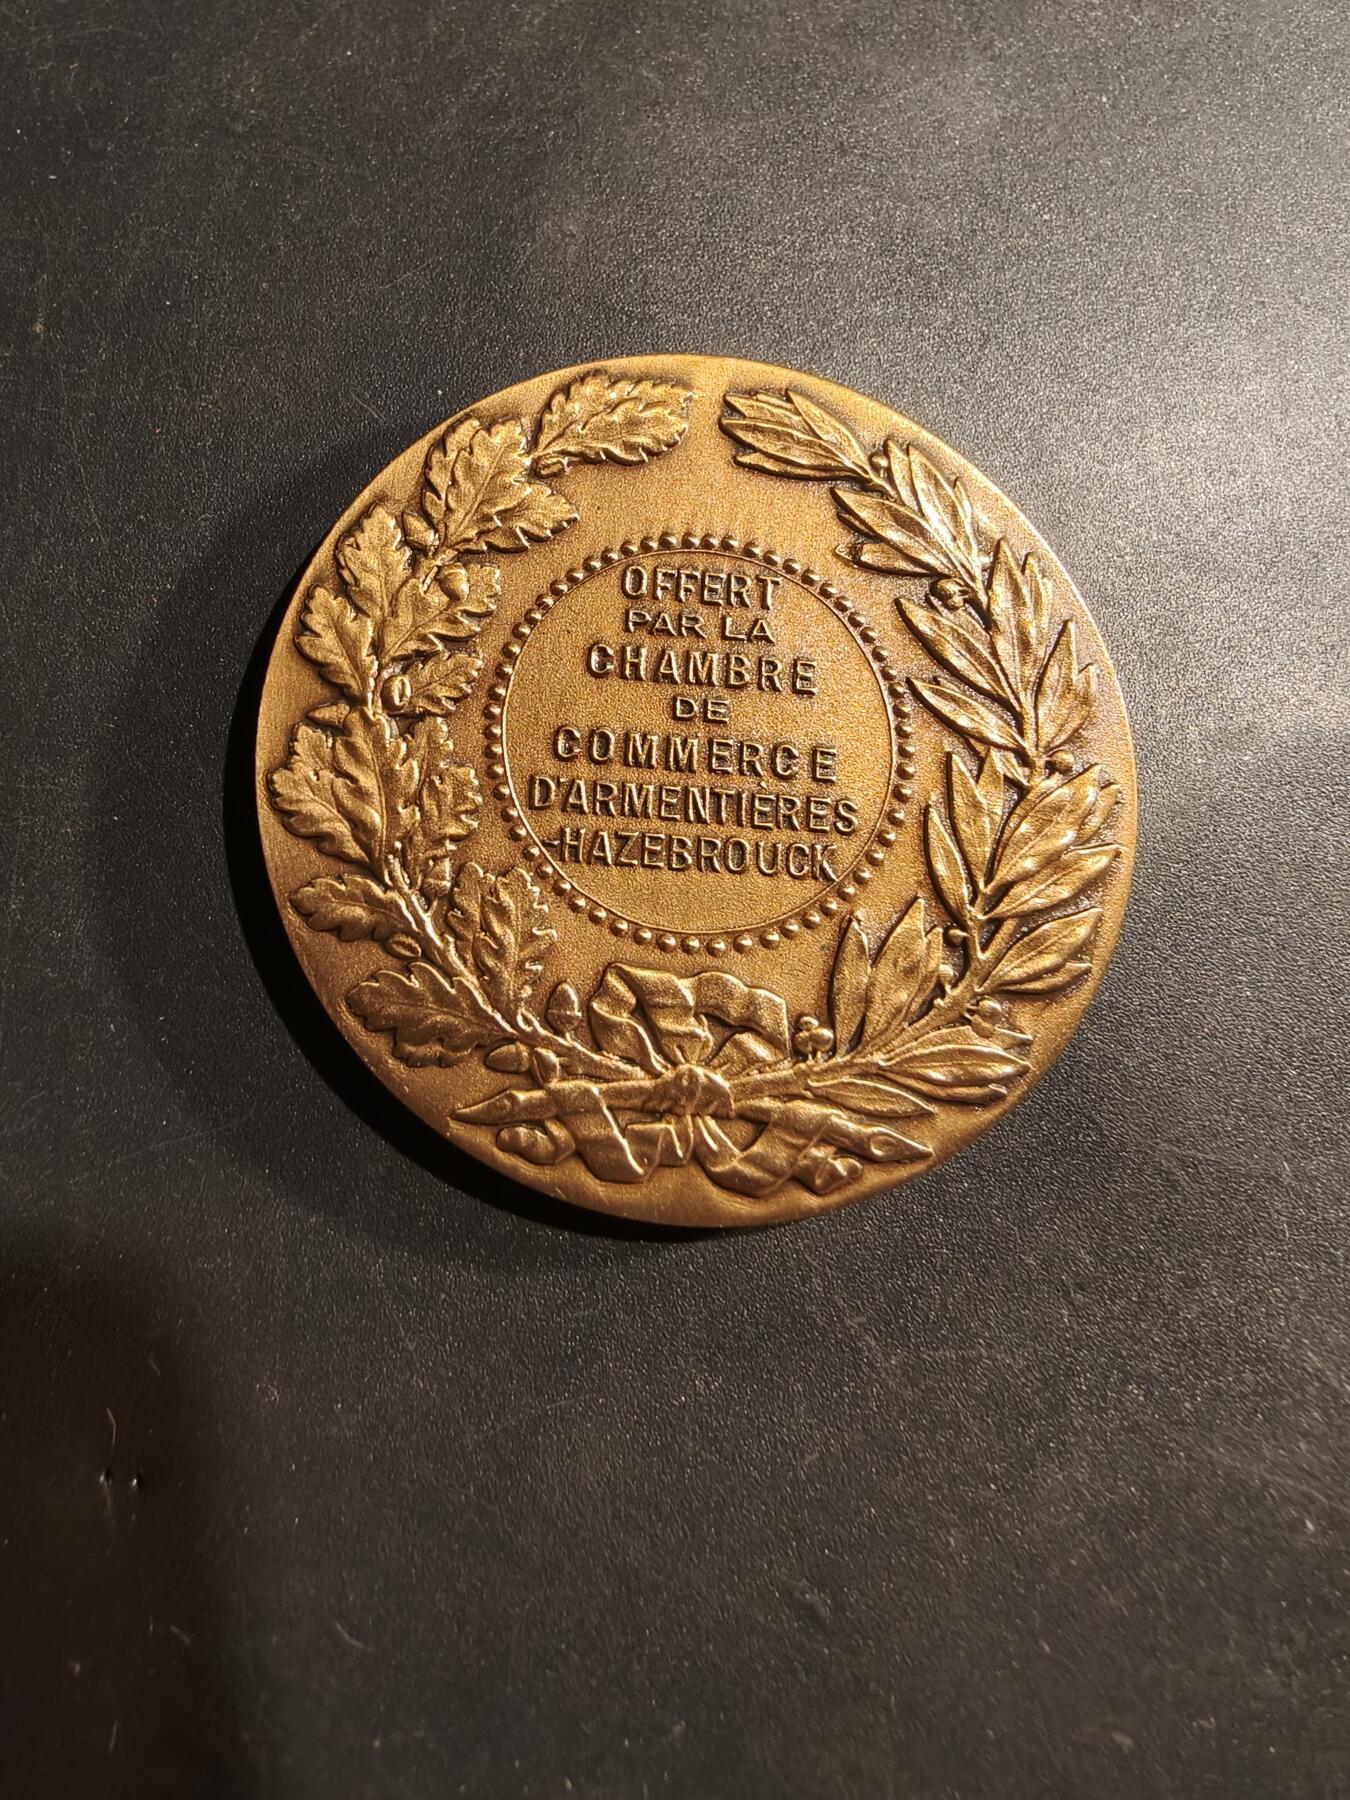 OFFERT
PAR LA
CHAMBRE
DE
COMMERCE
D'ARMENTIÈRES
-HAZEBROUCK